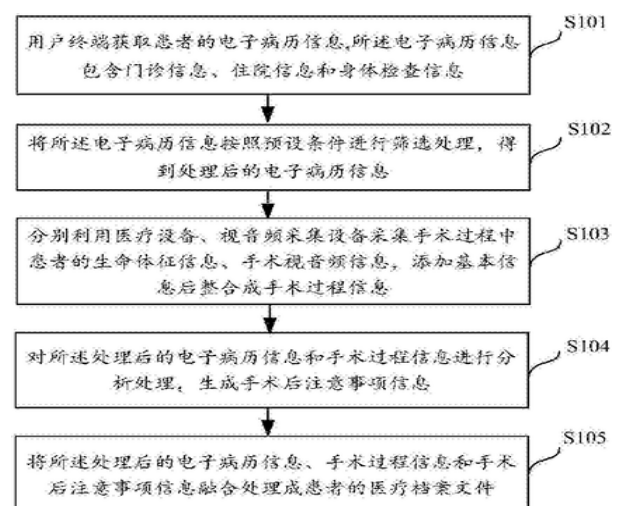 S101
用户终端获取患者的电子病历信息,所述电子病历信息
包含门诊信息、住院信息和身体检查信息
S102
将所述电子病历信息按照预设条件进行筛选处理，得
到处理后的电子病历信息
S103
分别利用医疗设备、视音频采集设备采集手术过程中
患者的生命体征信息、手术视音频信息，添加基本信
息后整合成手术过程信息
S104
对所述处理后的电子病历信息和手术过程信息进行分
析处理，生成手术后注意事项信息
S105
将所述处理后的电子病历信息、手术过程信息和手术
后注意事项信息融合处理成患者的医疗档案文件